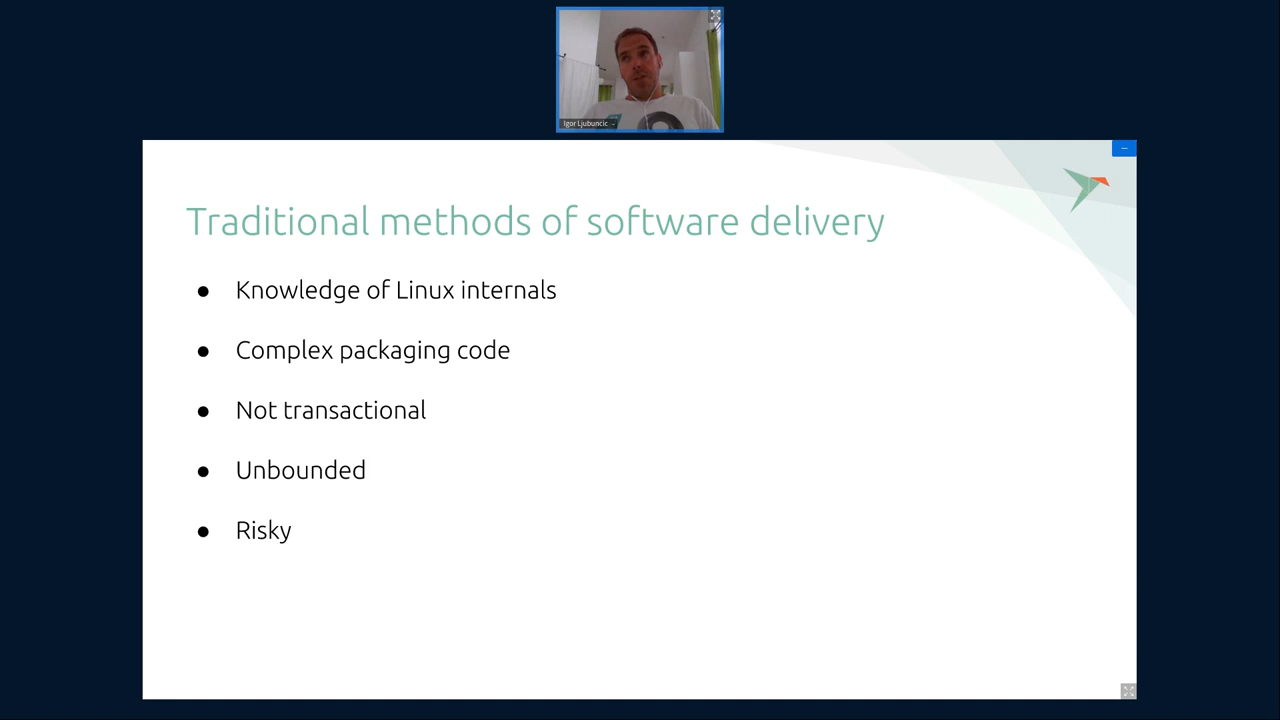 Igor Ljubuncic
Traditional methods of software delivery
● Knowledge of Linux internals
● Complex packaging code
● Not transactional
● Unbounded
● Risky